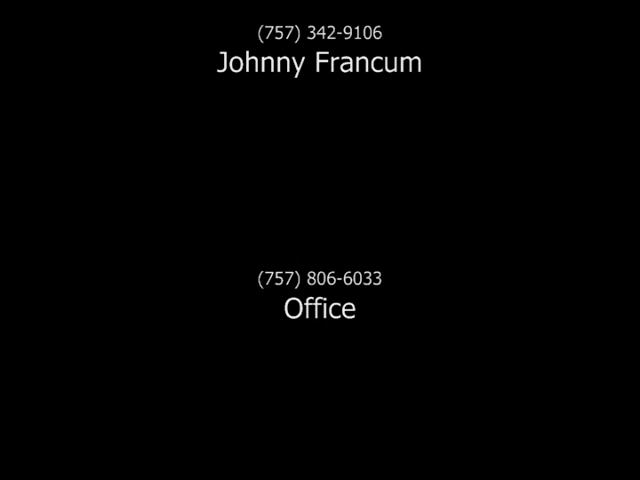 (757) 342-9106
Johnny Francum
(757) 806-6033
Office